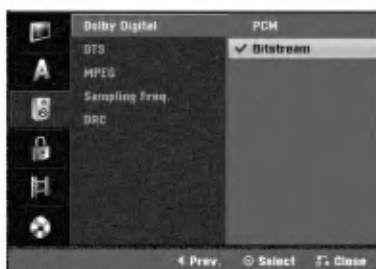 Dolby Digital
PCM
DTS
✓ Bitstream
MPEG
Sampling Freq.
DRC
A
◄ Prev. ⊙ Select Close